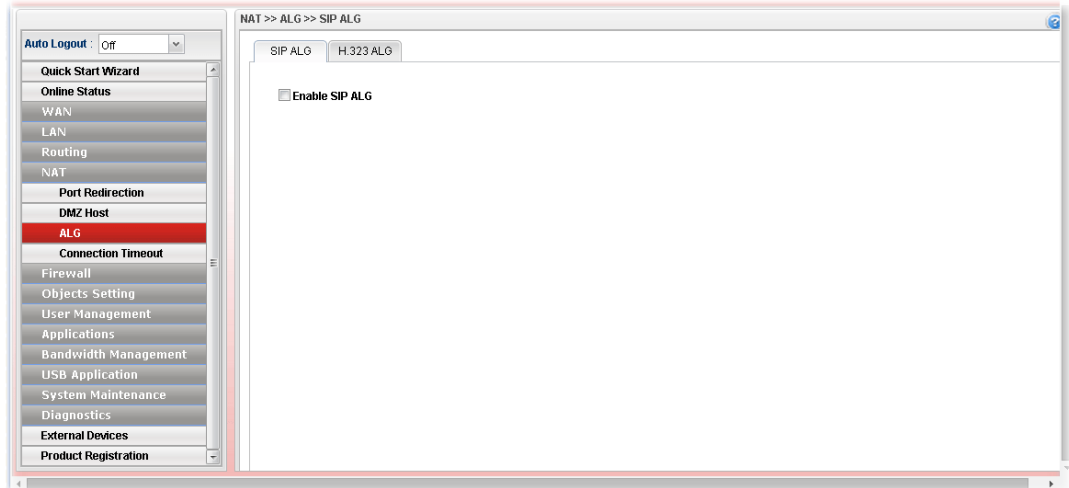 NAT >> ALG >> SIP ALG
Auto Logout : Off
SIP ALG
H.323 ALG
Enable SIP ALG
Quick Start Wizard
Online Status
WAN
LAN
Routing
NAT
Port Redirection
DMZ Host
ALG
Connection Timeout
Firewall
Objects Setting
User Management
Applications
Bandwidth Management
USB Application
System Maintenance
Diagnostics
External Devices
Product Registration